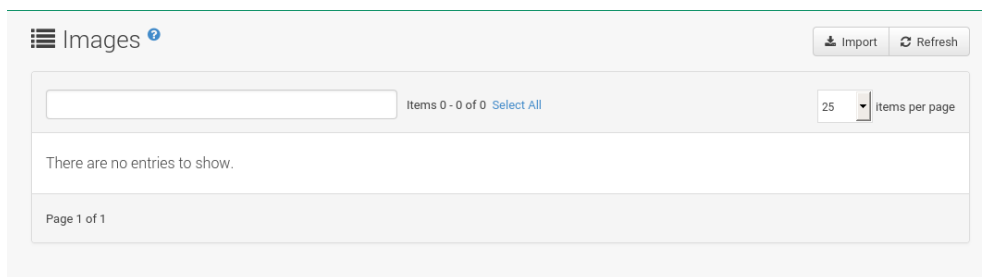 Images ?
Import Refresh
Items 0 - 0 of 0 Select All 25 items per page
There are no entries to show.
Page 1 of 1